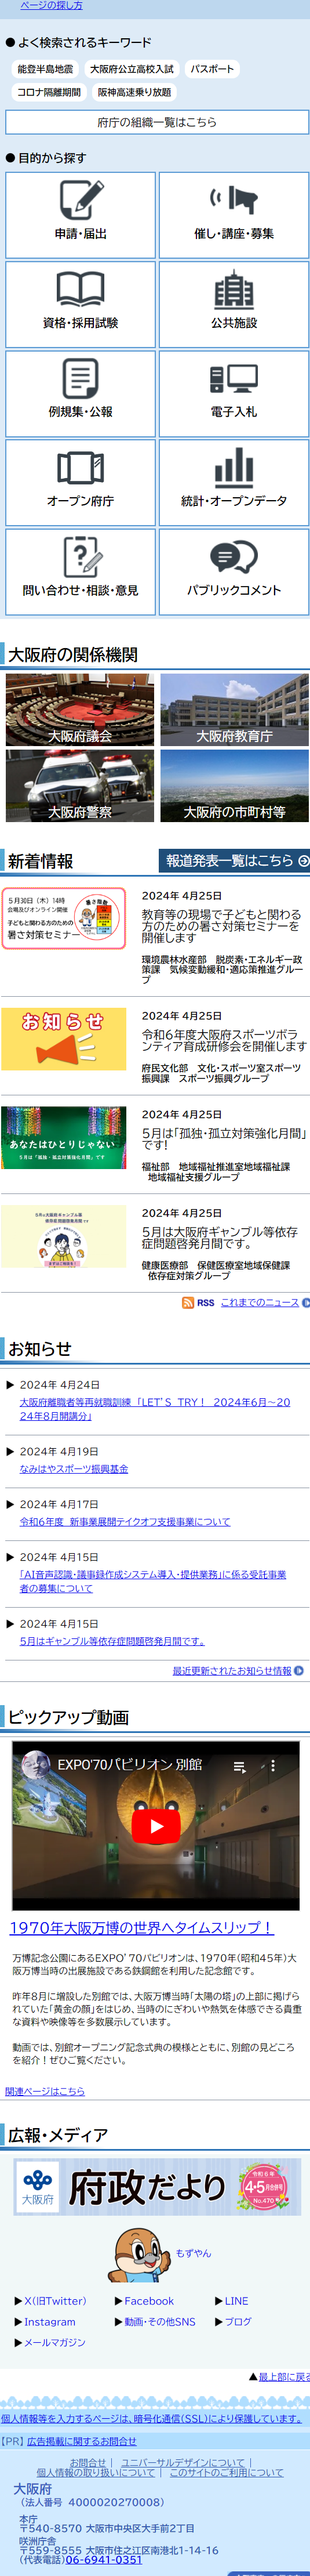 ページの探し方
● よく検索されるキーワード
能登半島地震 大阪府公立高校入試 パスポート
コロナ隔離期間 阪神高速乗り放題
府庁の組織一覧はこちら
● 目的から探す
申請・届出 催し・講座・募集
資格・採用試験 公共施設
例規集・公報 電子入札
オープン府庁 統計・オープンデータ
問い合わせ・相談・意見 パブリックコメント
大阪府の関係機関
大阪府議会 大阪府教育庁
大阪府警察 大阪府の市町村等
新着情報 報道発表一覧はこちら
5月30日(木)14時
会場及びオンライン開催
子どもと関わる方のための
暑さ対策セミナー
暑さ指数
2024年 4月25日
教育等の現場で子どもと関わる
方のための暑さ対策セミナーを
開催します
環境農林水産部 脱炭素・エネルギー政
策課 気候変動緩和・適応策推進グルー
プ
お知らせ
2024年 4月25日
令和6年度大阪府スポーツボラ
ンティア育成研修会を開催します
府民文化部 文化・スポーツ室スポーツ
振興課 スポーツ振興グループ
あなたはひとりじゃない
5月は「孤独・孤立対策強化月間」です
2024年 4月25日
5月は「孤独・孤立対策強化月間」
です!
福祉部 地域福祉推進室地域福祉課
地域福祉支援グループ
2024年 4月25日
5月は大阪府ギャンブル等依存
症問題啓発月間です。
健康医療部 保健医療室地域保健課
依存症対策グループ
RSS これまでのニュース
お知らせ
▶ 2024年 4月24日
大阪府離職者等再就職訓練 「LET'S TRY! 2024年6月~20
24年8月開講分」
▶ 2024年 4月19日
なみはやスポーツ振興基金
▶ 2024年 4月17日
令和6年度 新事業展開テイクオフ支援事業について
▶ 2024年 4月15日
「AI音声認識・議事録作成システム導入・提供業務」に係る受託事業
者の募集について
▶ 2024年 4月15日
5月はギャンブル等依存症問題啓発月間です。
最近更新されたお知らせ情報
ピックアップ動画
EXPO'70パビリオン 別館
1970年大阪万博の世界へタイムスリップ!
万博記念公園にあるEXPO'70パビリオンは、1970年(昭和45年)大
阪万博当時の出展施設である鉄鋼館を利用した記念館です。
昨年8月に増設した別館では、大阪万博当時「太陽の塔」の上部に掲げら
れていた「黄金の顔」をはじめ、当時のにぎわいや熱気を体感できる貴重
な資料や映像等を多数展示しています。
動画では、別館オープニング記念式典の模様とともに、別館の見どころ
を紹介!ぜひご覧ください。
関連ページはこちら
広報・メディア
大阪府 府政だより 令和6年 4・5月合併号 No.470
もずやん
▶X(旧Twitter) ▶Facebook ▶LINE
▶Instagram ▶動画・その他SNS ▶ブログ
▶メールマガジン
▲最上部に戻る
個人情報等を入力するページは、暗号化通信(SSL)により保護しています。
【PR】 広告掲載に関するお問合せ
お問合せ | ユニバーサルデザインについて |
個人情報の取り扱いについて | このサイトのご利用について
大阪府
(法人番号 4000020270008)
本庁
〒540-8570 大阪市中央区大手前2丁目
咲洲庁舎
〒559-8555 大阪市住之江区南港北1-14-16
(代表電話)06-6941-0351